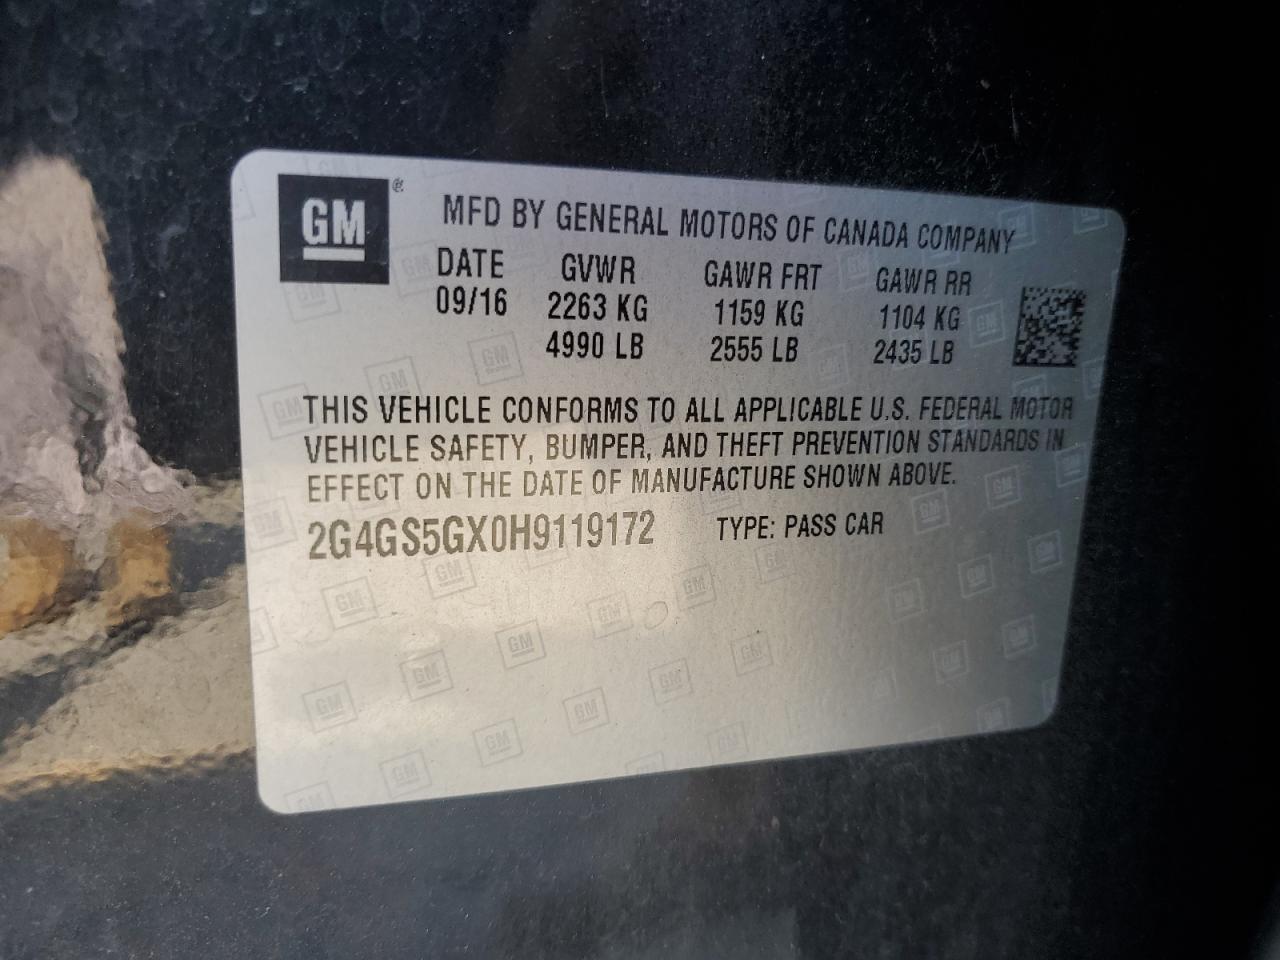 GM
MFD BY GENERAL MOTORS OF CANADA COMPANY
DATE GVWR GAWR FRT GAWR RR
09/16 2263 KG 1159 KG 1104 KG
4990 LB 2555 LB 2435 LB
THIS VEHICLE CONFORMS TO ALL APPLICABLE U.S. FEDERAL MOTOR
VEHICLE SAFETY, BUMPER, AND THEFT PREVENTION STANDARDS IN
EFFECT ON THE DATE OF MANUFACTURE SHOWN ABOVE.
2G4GS5GX0H9119172 TYPE: PASS CAR